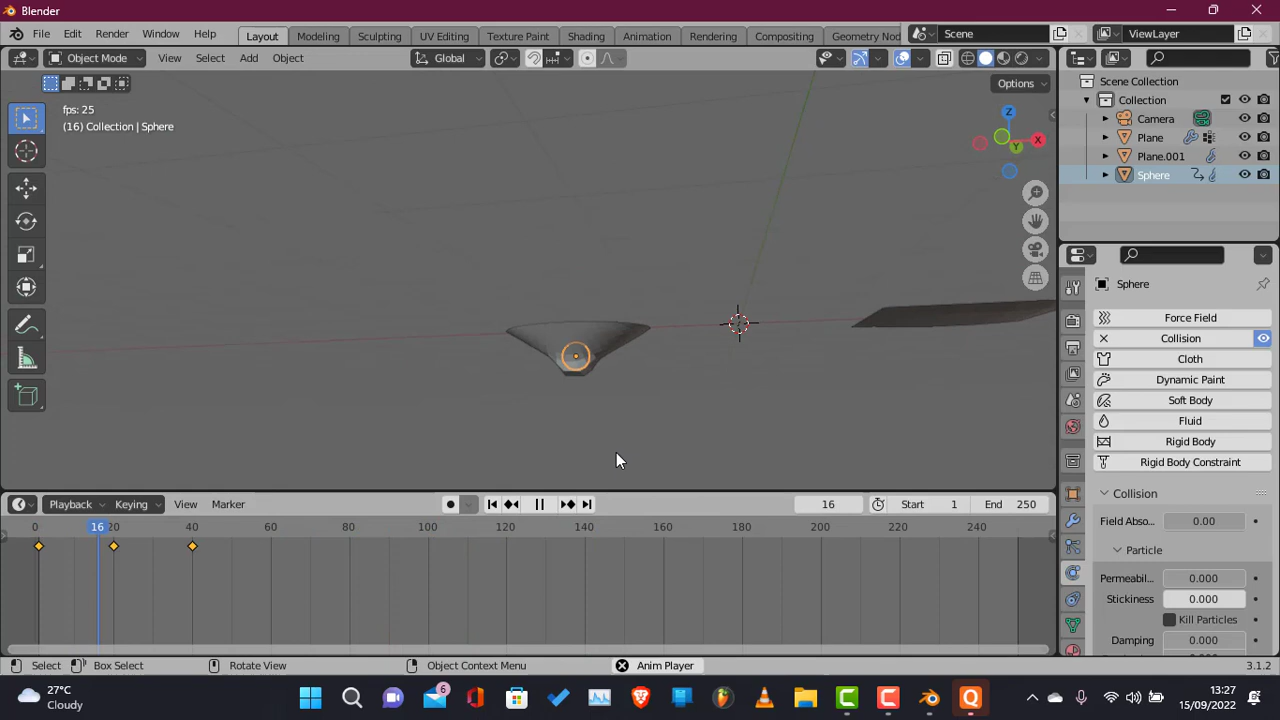 Blender
File Edit Render Window Help Layout Modeling Sculpting UV Editing Texture Paint Shading Animation Rendering Compositing Geometry Nod Scene ViewLayer
Object Mode View Select Add Object Global
Options
fps: 25
(16) Collection | Sphere
Z
X
Y
Scene Collection
Collection
Camera
Plane
Plane.001
Sphere
Sphere
Force Field
Collision
Cloth
Dynamic Paint
Soft Body
Fluid
Rigid Body
Rigid Body Constraint
Collision
Field Abso... 0.00
Particle
Permeabil... 0.000
Stickiness 0.000
Kill Particles
Damping 0.000
Playback Keying View Marker 16 Start 1 End 250
0 16 20 40 60 80 100 120 140 160 180 200 220 240
Select Box Select Rotate View Object Context Menu Anim Player 3.1.2
27°C
Cloudy
6
13:27
15/09/2022